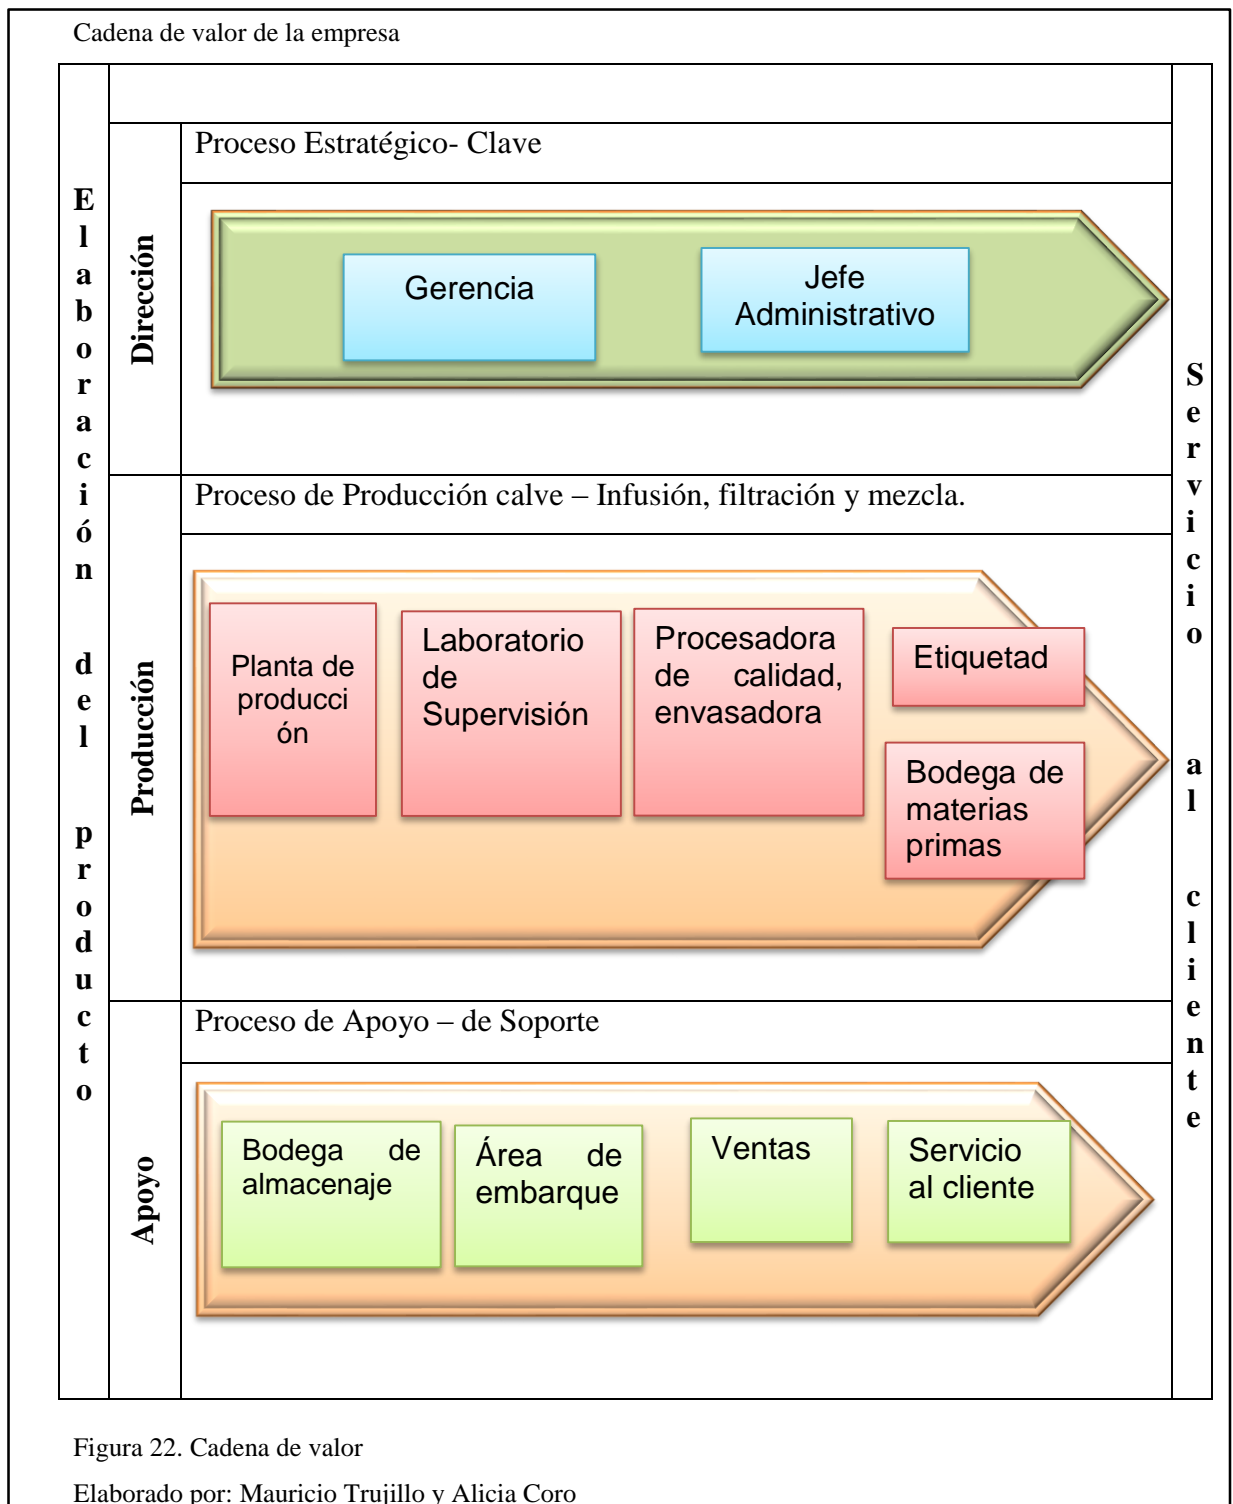 Cadena de valor de la empresa
Elaboración del producto
Dirección
Proceso Estratégico- Clave
Gerencia
Jefe
Administrativo
Producción
Proceso de Producción calve – Infusión, filtración y mezcla.
Planta de
producci
ón
Laboratorio
de
Supervisión
Procesadora
de calidad,
envasadora
Etiquetad
Bodega de
materias
primas
Apoyo
Proceso de Apoyo – de Soporte
Bodega de
almacenaje
Área de
embarque
Ventas
Servicio
al cliente
Servicio al cliente
Figura 22. Cadena de valor
Elaborado por: Mauricio Trujillo y Alicia Coro